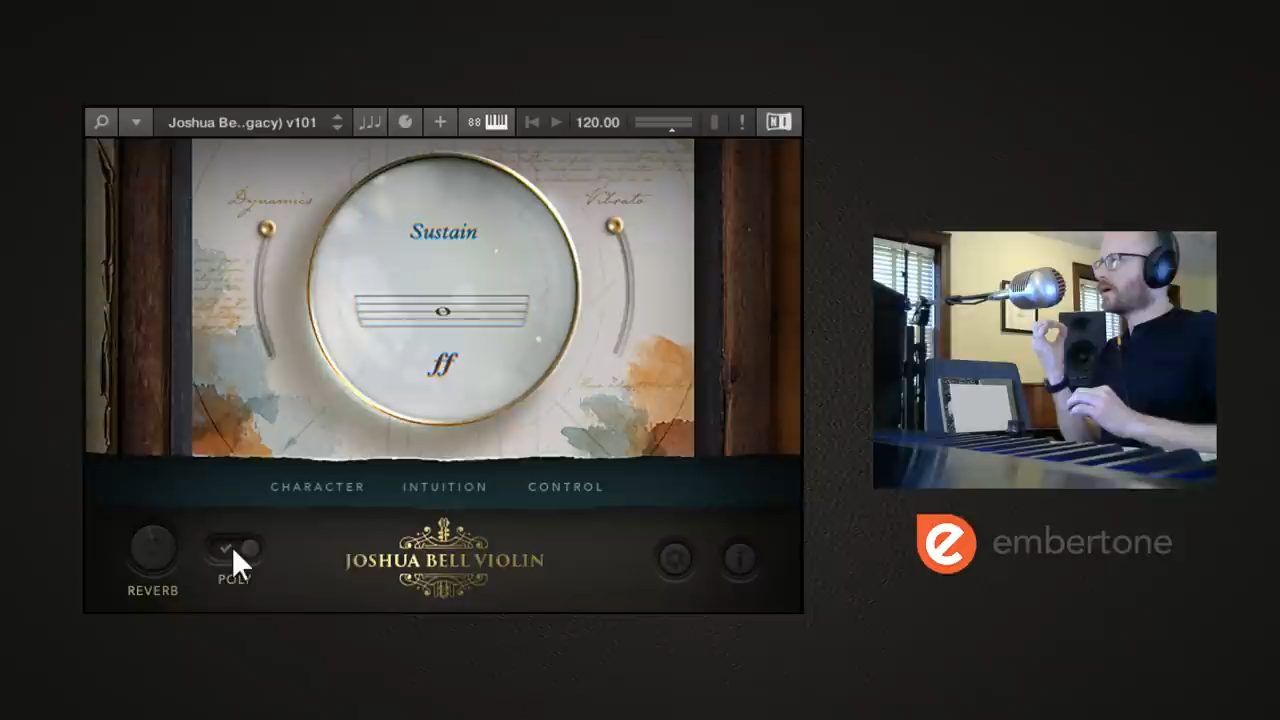 Joshua Be..gacy) v101
88
120.00
!
NI
Dynamics
Vibrato
Sustain
ff
CHARACTER INTUITION CONTROL
REVERB
POLY
JOSHUA BELL VIOLIN
i
e embertone